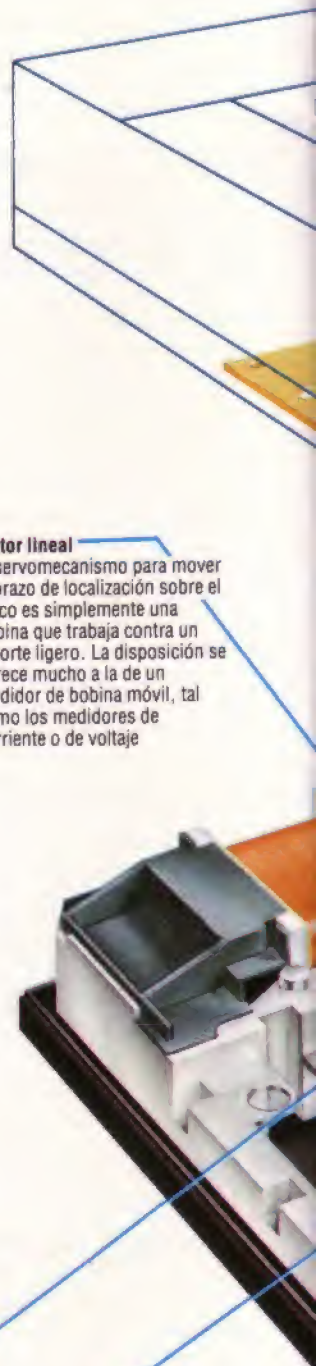 tor lineal
servomecanismo para mover
razo de localización sobre el
co es simplemente una
bina que trabaja contra un
orte ligero. La disposición se
rece mucho a la de un
didor de bobina móvil, tal
mo los medidores de
rriente o de voltaje